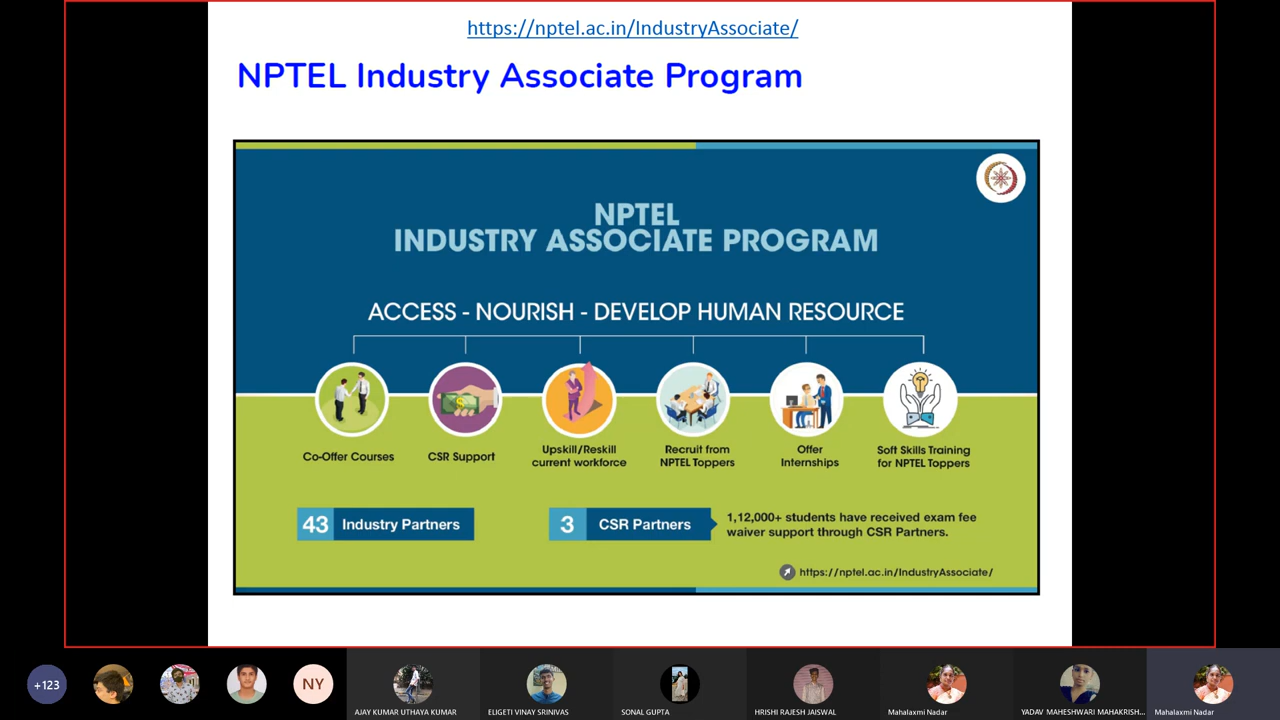 https://nptel.ac.in/IndustryAssociate/
NPTEL Industry Associate Program
NPTEL
INDUSTRY ASSOCIATE PROGRAM
ACCESS - NOURISH - DEVELOP HUMAN RESOURCE
Co-Offer Courses
CSR Support
Upskill/Reskill
current workforce
Recruit from
NPTEL Toppers
Offer
Internships
Soft Skills Training
for NPTEL Toppers
43 Industry Partners
3 CSR Partners
1,12,000+ students have received exam fee
waiver support through CSR Partners.
https://nptel.ac.in/IndustryAssociate/
+123
NY
AJAY KUMAR UTHAYA KUMAR
ELIGETI VINAY SRINIVAS
SONAL GUPTA
HRISHI RAJESH JAISWAL
Mahalaxmi Nadar
YADAV MAHESHWARI MAHAKRISH...
Mahalaxmi Nadar